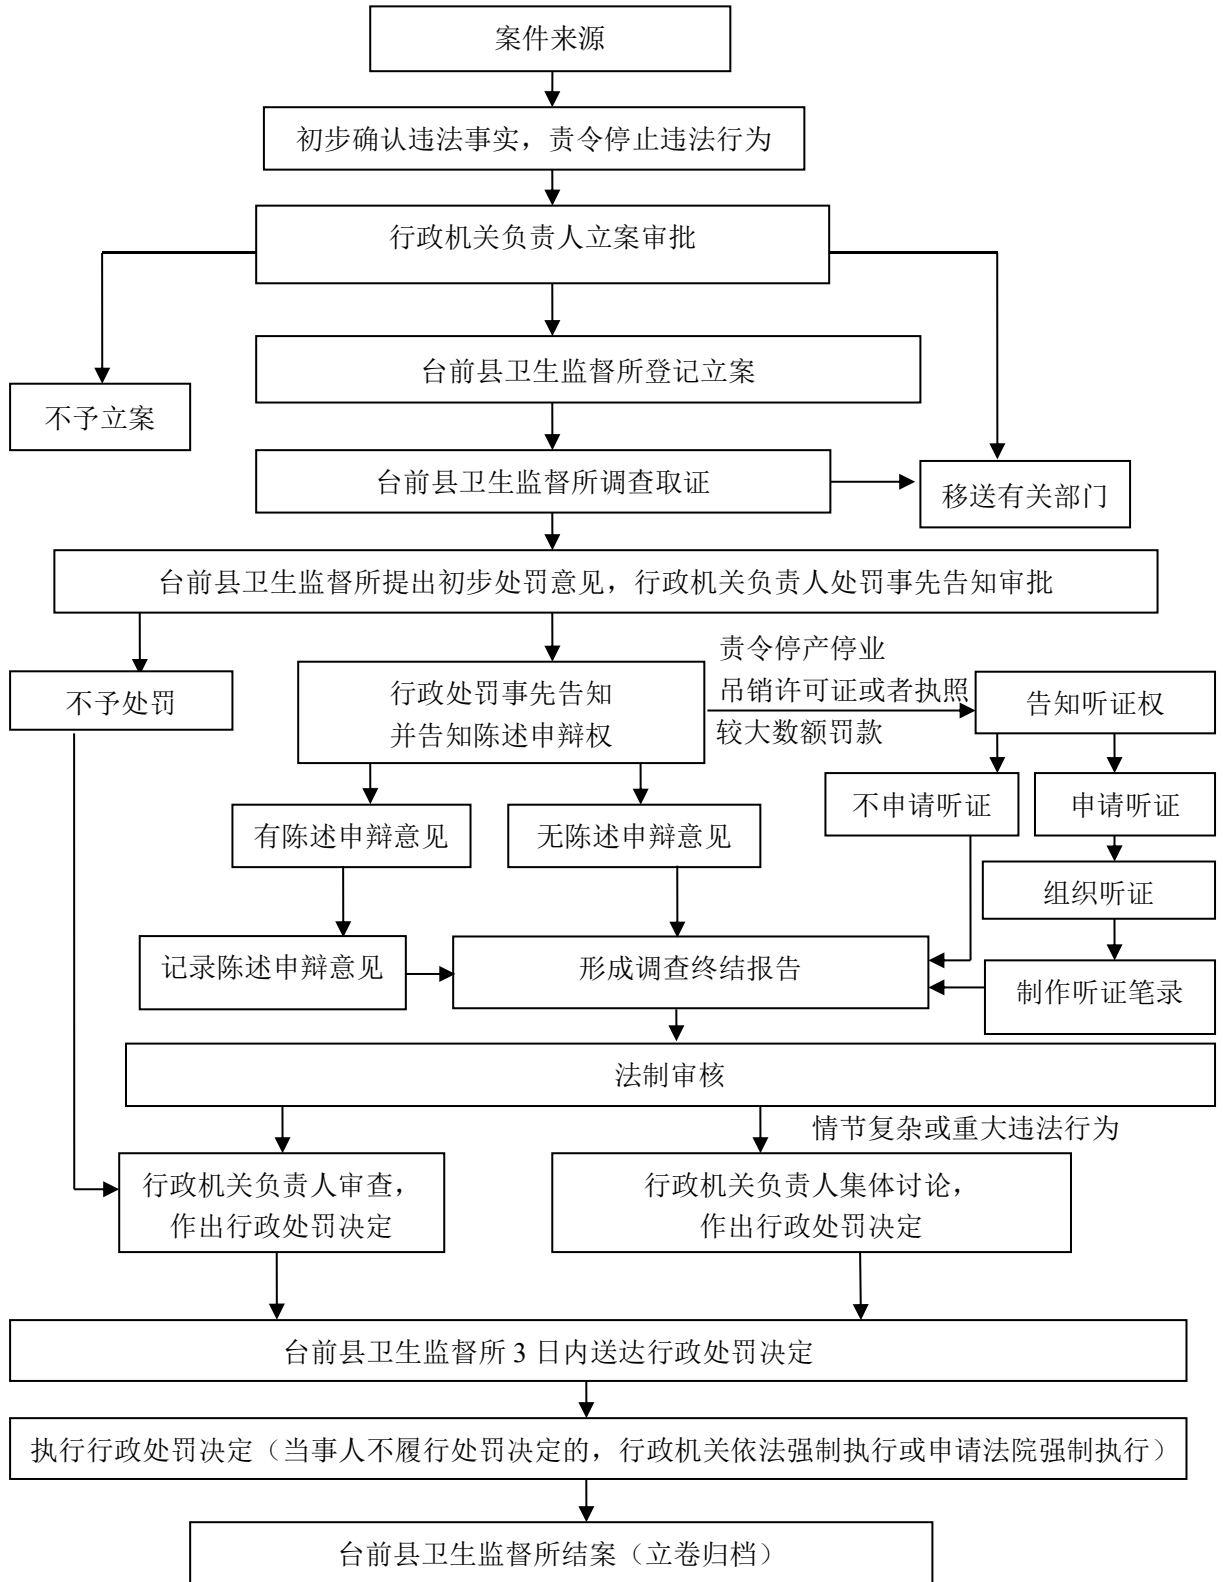 案件来源
初步确认违法事实，责令停止违法行为
行政机关负责人立案审批
台前县卫生监督所登记立案
不予立案
台前县卫生监督所调查取证
移送有关部门
台前县卫生监督所提出初步处罚意见，行政机关负责人处罚事先告知审批
不予处罚
行政处罚事先告知
并告知陈述申辩权
责令停产停业
吊销许可证或者执照
较大数额罚款
告知听证权
有陈述申辩意见
无陈述申辩意见
不申请听证
申请听证
组织听证
记录陈述申辩意见
形成调查终结报告
制作听证笔录
法制审核
情节复杂或重大违法行为
行政机关负责人审查，
作出行政处罚决定
行政机关负责人集体讨论，
作出行政处罚决定
台前县卫生监督所 3 日内送达行政处罚决定
执行行政处罚决定（当事人不履行处罚决定的，行政机关依法强制执行或申请法院强制执行）
台前县卫生监督所结案（立卷归档）